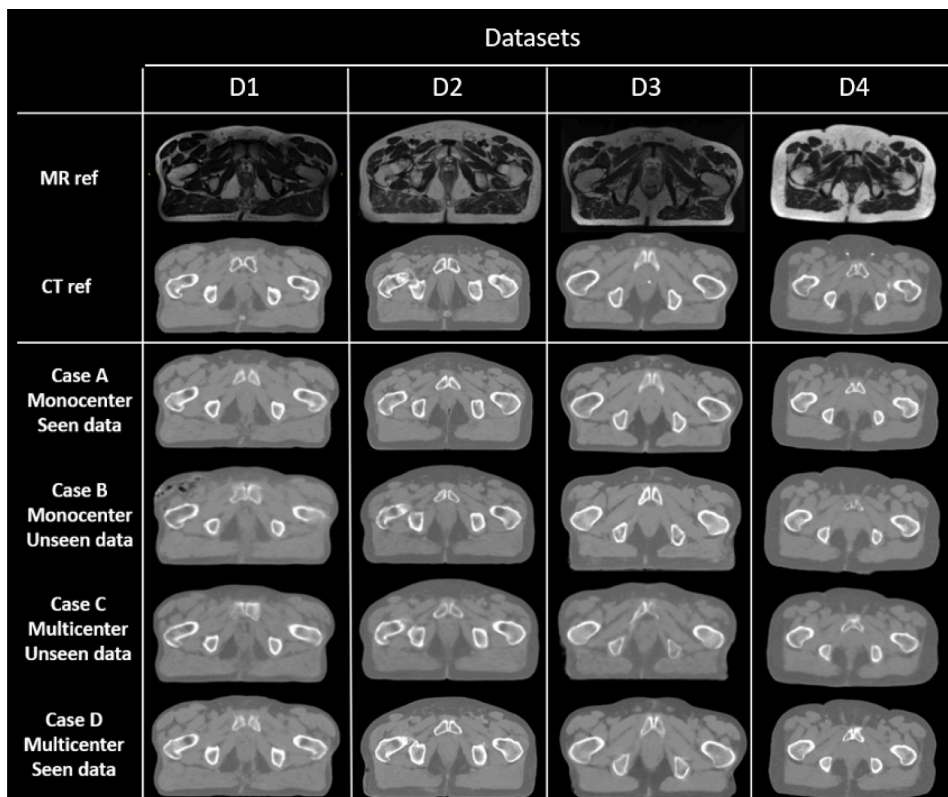 Datasets
D1 D2 D3 D4
MR ref
CT ref
Case A
Monocenter
Seen data
Case B
Monocenter
Unseen data
Case C
Multicenter
Unseen data
Case D
Multicenter
Seen data